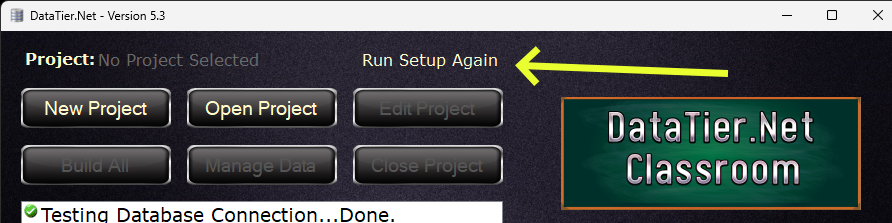 DataTier.Net - Version 5.3
Project: No Project Selected
Run Setup Again
New Project
Open Project
Edit Project
DataTier.Net
Classroom
Build All
Manage Data
Close Project
Testing Database Connection...Done.